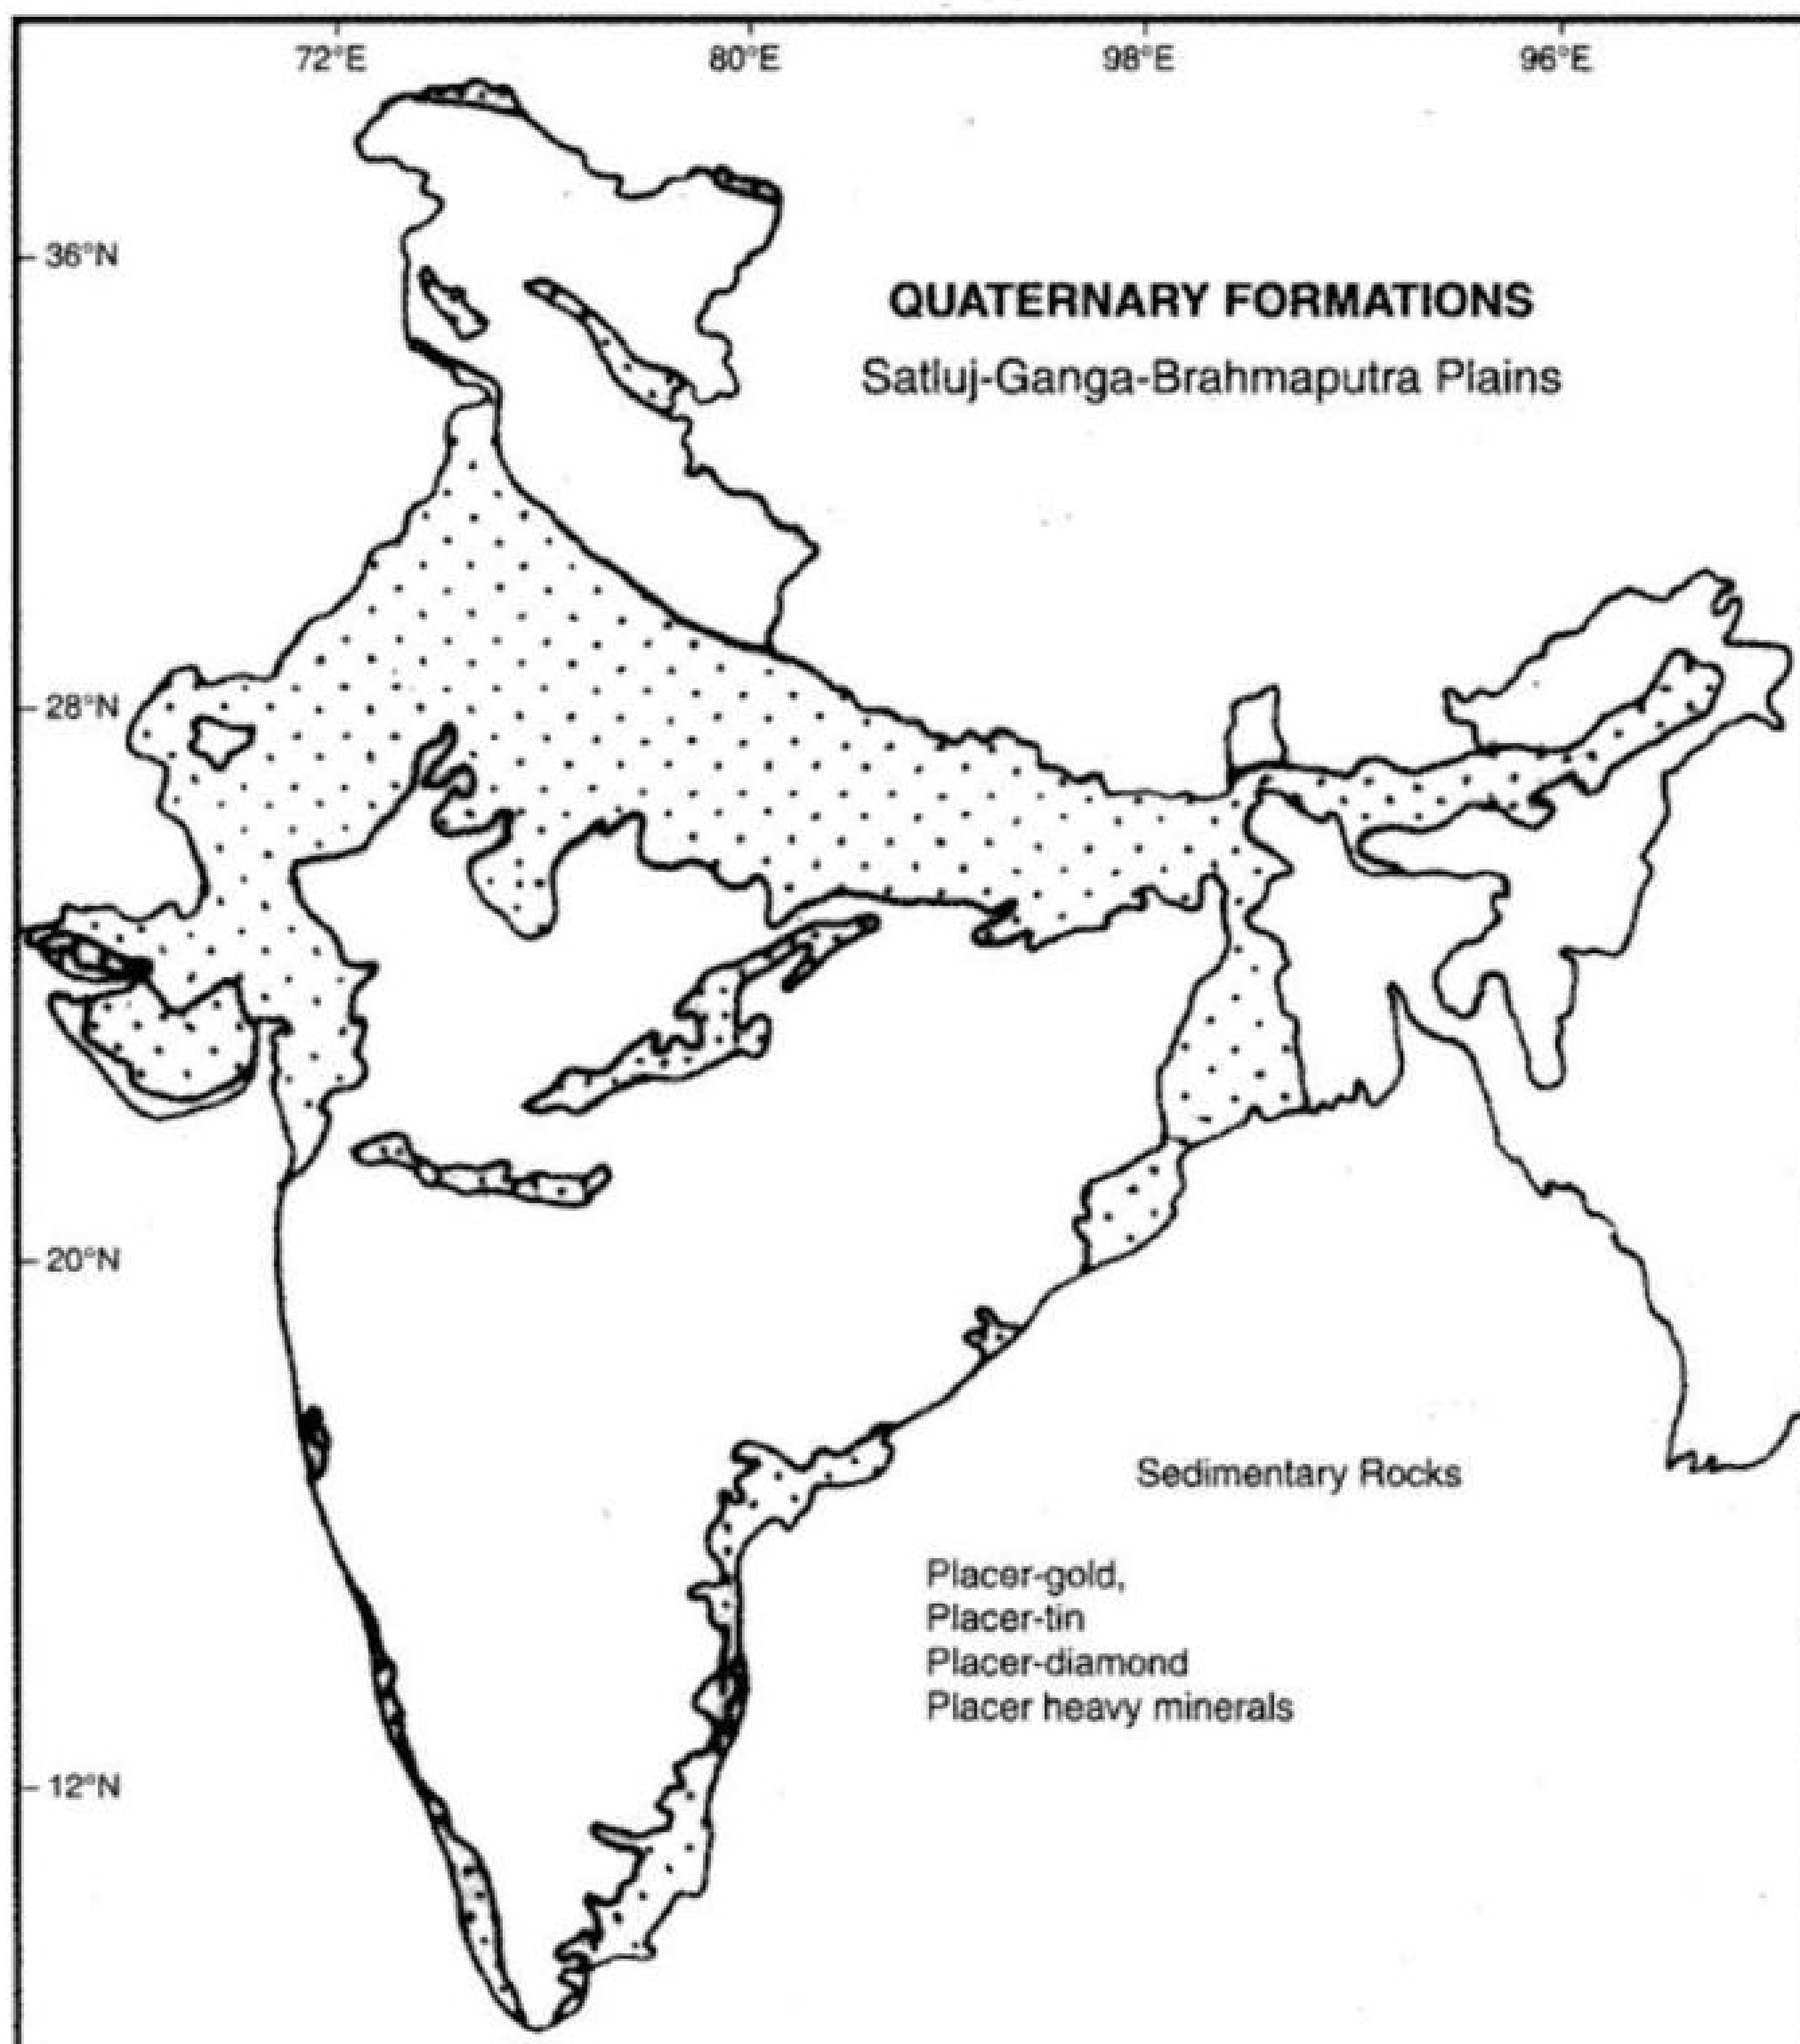 72°E 80°E 98°E 96°E
36°N
QUATERNARY FORMATIONS
Satluj-Ganga-Brahmaputra Plains
28°N
20°N
Sedimentary Rocks
Placer-gold,
Placer-tin
Placer-diamond
Placer heavy minerals
12°N